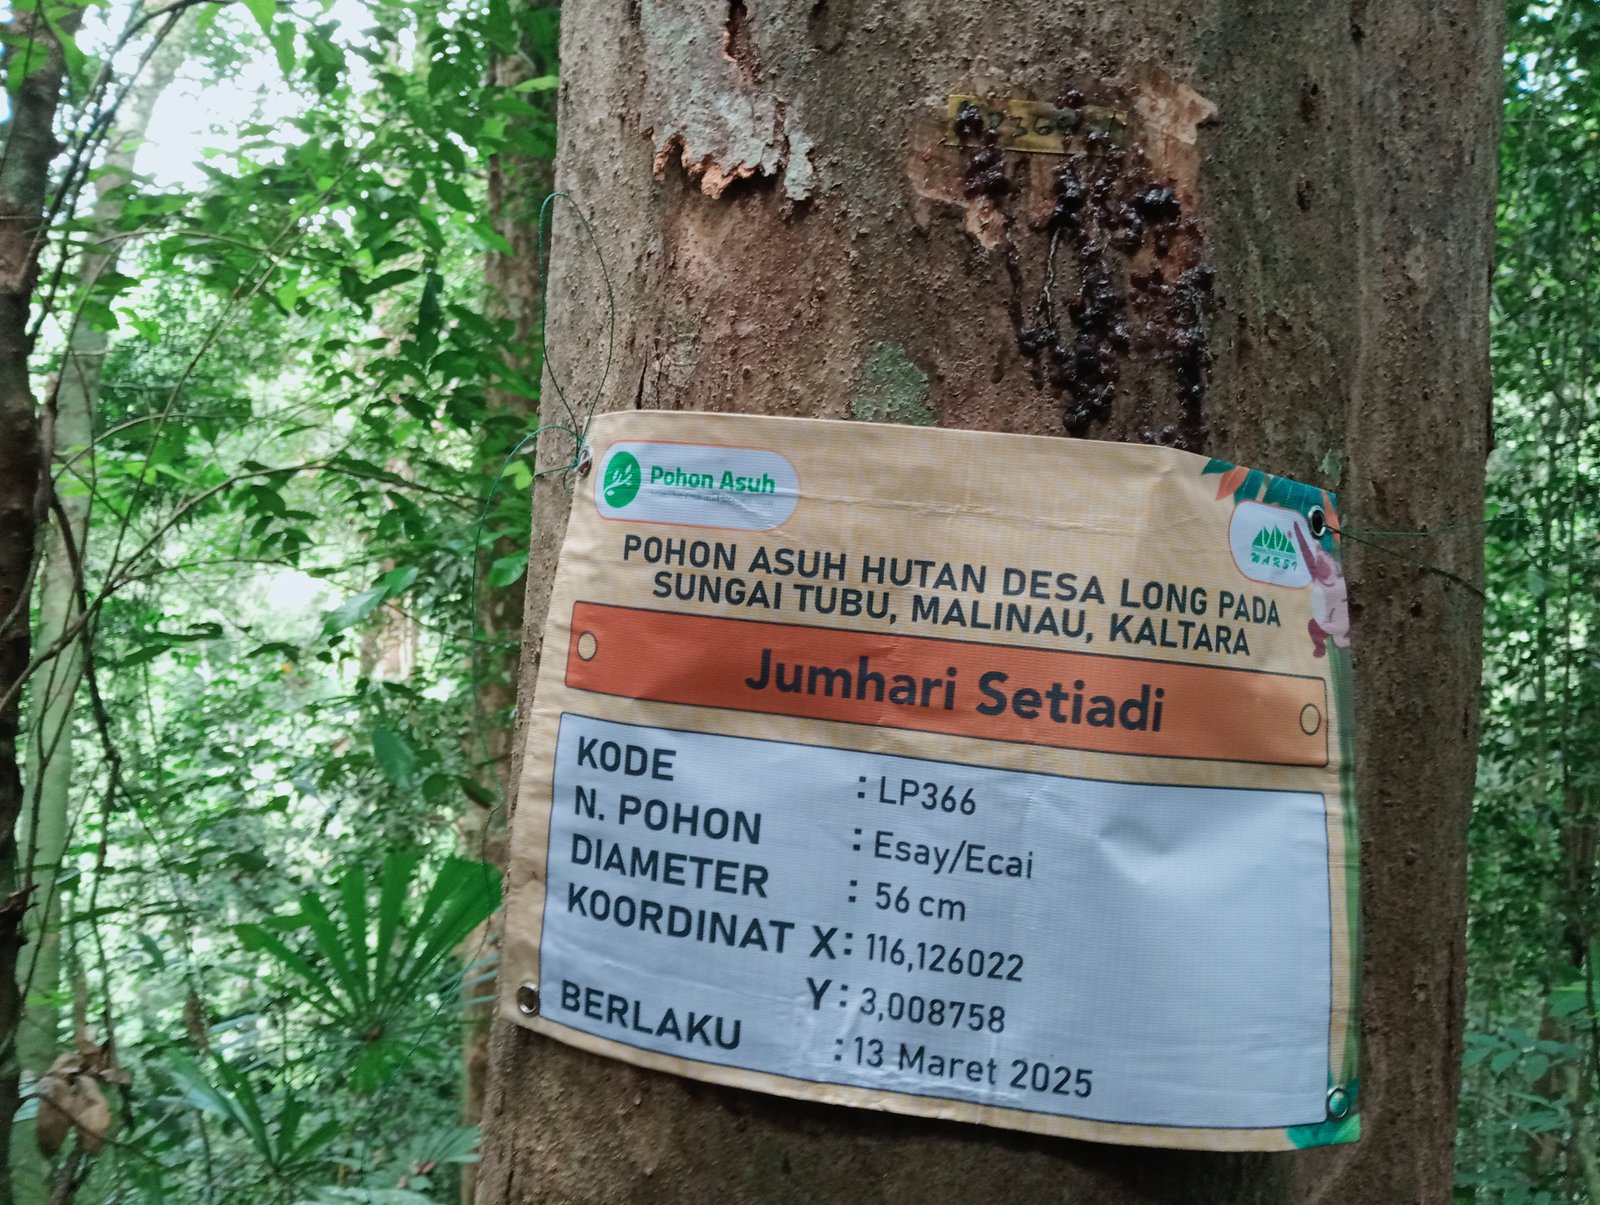 Pohon Asuh
WARSI
POHON ASUH HUTAN DESA LONG PADA
SUNGAI TUBU, MALINAU, KALTARA
Jumhari Setiadi
KODE : LP366
N. POHON : Esay/Ecai
DIAMETER : 56 cm
KOORDINAT X : 116,126022
Y : 3,008758
BERLAKU : 13 Maret 2025